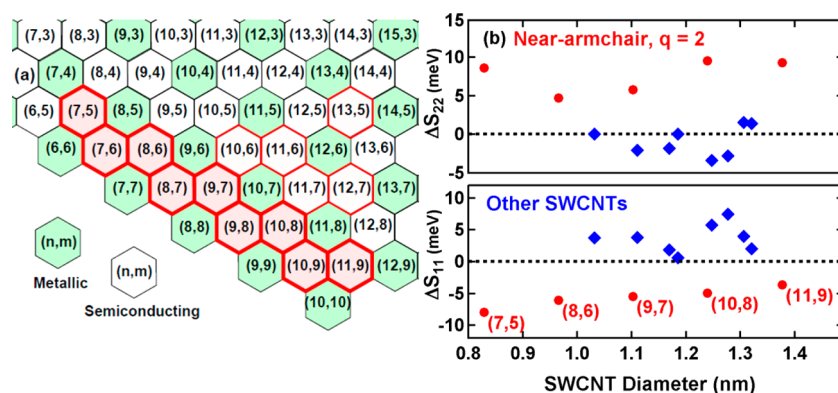 (7,3) (8,3) (9,3) (10,3) (11,3) (12,3) (13,3) (14,3) (15,3)
(a) (7,4) (8,4) (9,4) (10,4) (11,4) (12,4) (13,4) (14,4)
(6,5) (7,5) (8,5) (9,5) (10,5) (11,5) (12,5) (13,5) (14,5)
(6,6) (7,6) (8,6) (9,6) (10,6) (11,6) (12,6) (13,6)
(7,7) (8,7) (9,7) (10,7) (11,7) (12,7) (13,7)
(8,8) (9,8) (10,8) (11,8) (12,8)
(9,9) (10,9) (11,9) (12,9)
(10,10)
(n,m)
Metallic
(n,m)
Semiconducting
(b) Near-armchair, q = 2
ΔS22 (meV)
15
10
5
0
-5
Other SWCNTs
ΔS11 (meV)
10
5
0
-5
-10
(7,5) (8,6) (9,7) (10,8) (11,9)
0.8 0.9 1.0 1.1 1.2 1.3 1.4
SWCNT Diameter (nm)